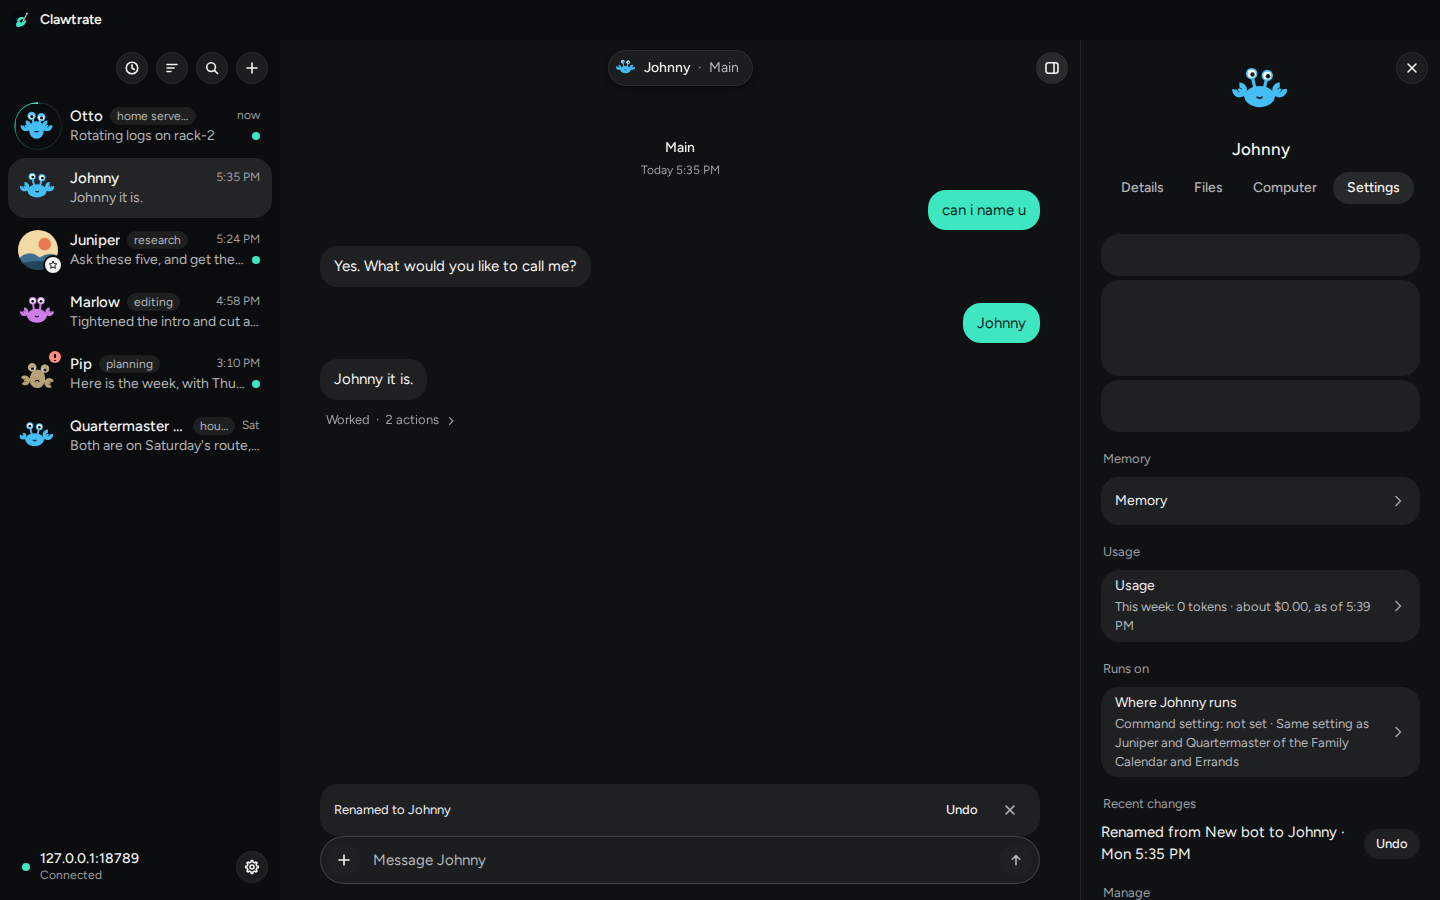 Clawtrate
Otto home serve... now
Rotating logs on rack-2
Johnny 5:35 PM
Johnny it is.
Juniper research 5:24 PM
Ask these five, and get the...
Marlow editing 4:58 PM
Tightened the intro and cut a...
Pip planning 3:10 PM
Here is the week, with Thu...
Quartermaster ... hou... Sat
Both are on Saturday's route,...
127.0.0.1:18789
Connected
Johnny · Main
Main
Today 5:35 PM
can i name u
Yes. What would you like to call me?
Johnny
Johnny it is.
Worked · 2 actions
Renamed to Johnny Undo
Message Johnny
Johnny
Details Files Computer Settings
Memory
Memory
Usage
Usage
This week: 0 tokens · about $0.00, as of 5:39
PM
Runs on
Where Johnny runs
Command setting: not set · Same setting as
Juniper and Quartermaster of the Family
Calendar and Errands
Recent changes
Renamed from New bot to Johnny ·
Mon 5:35 PM
Undo
Manage